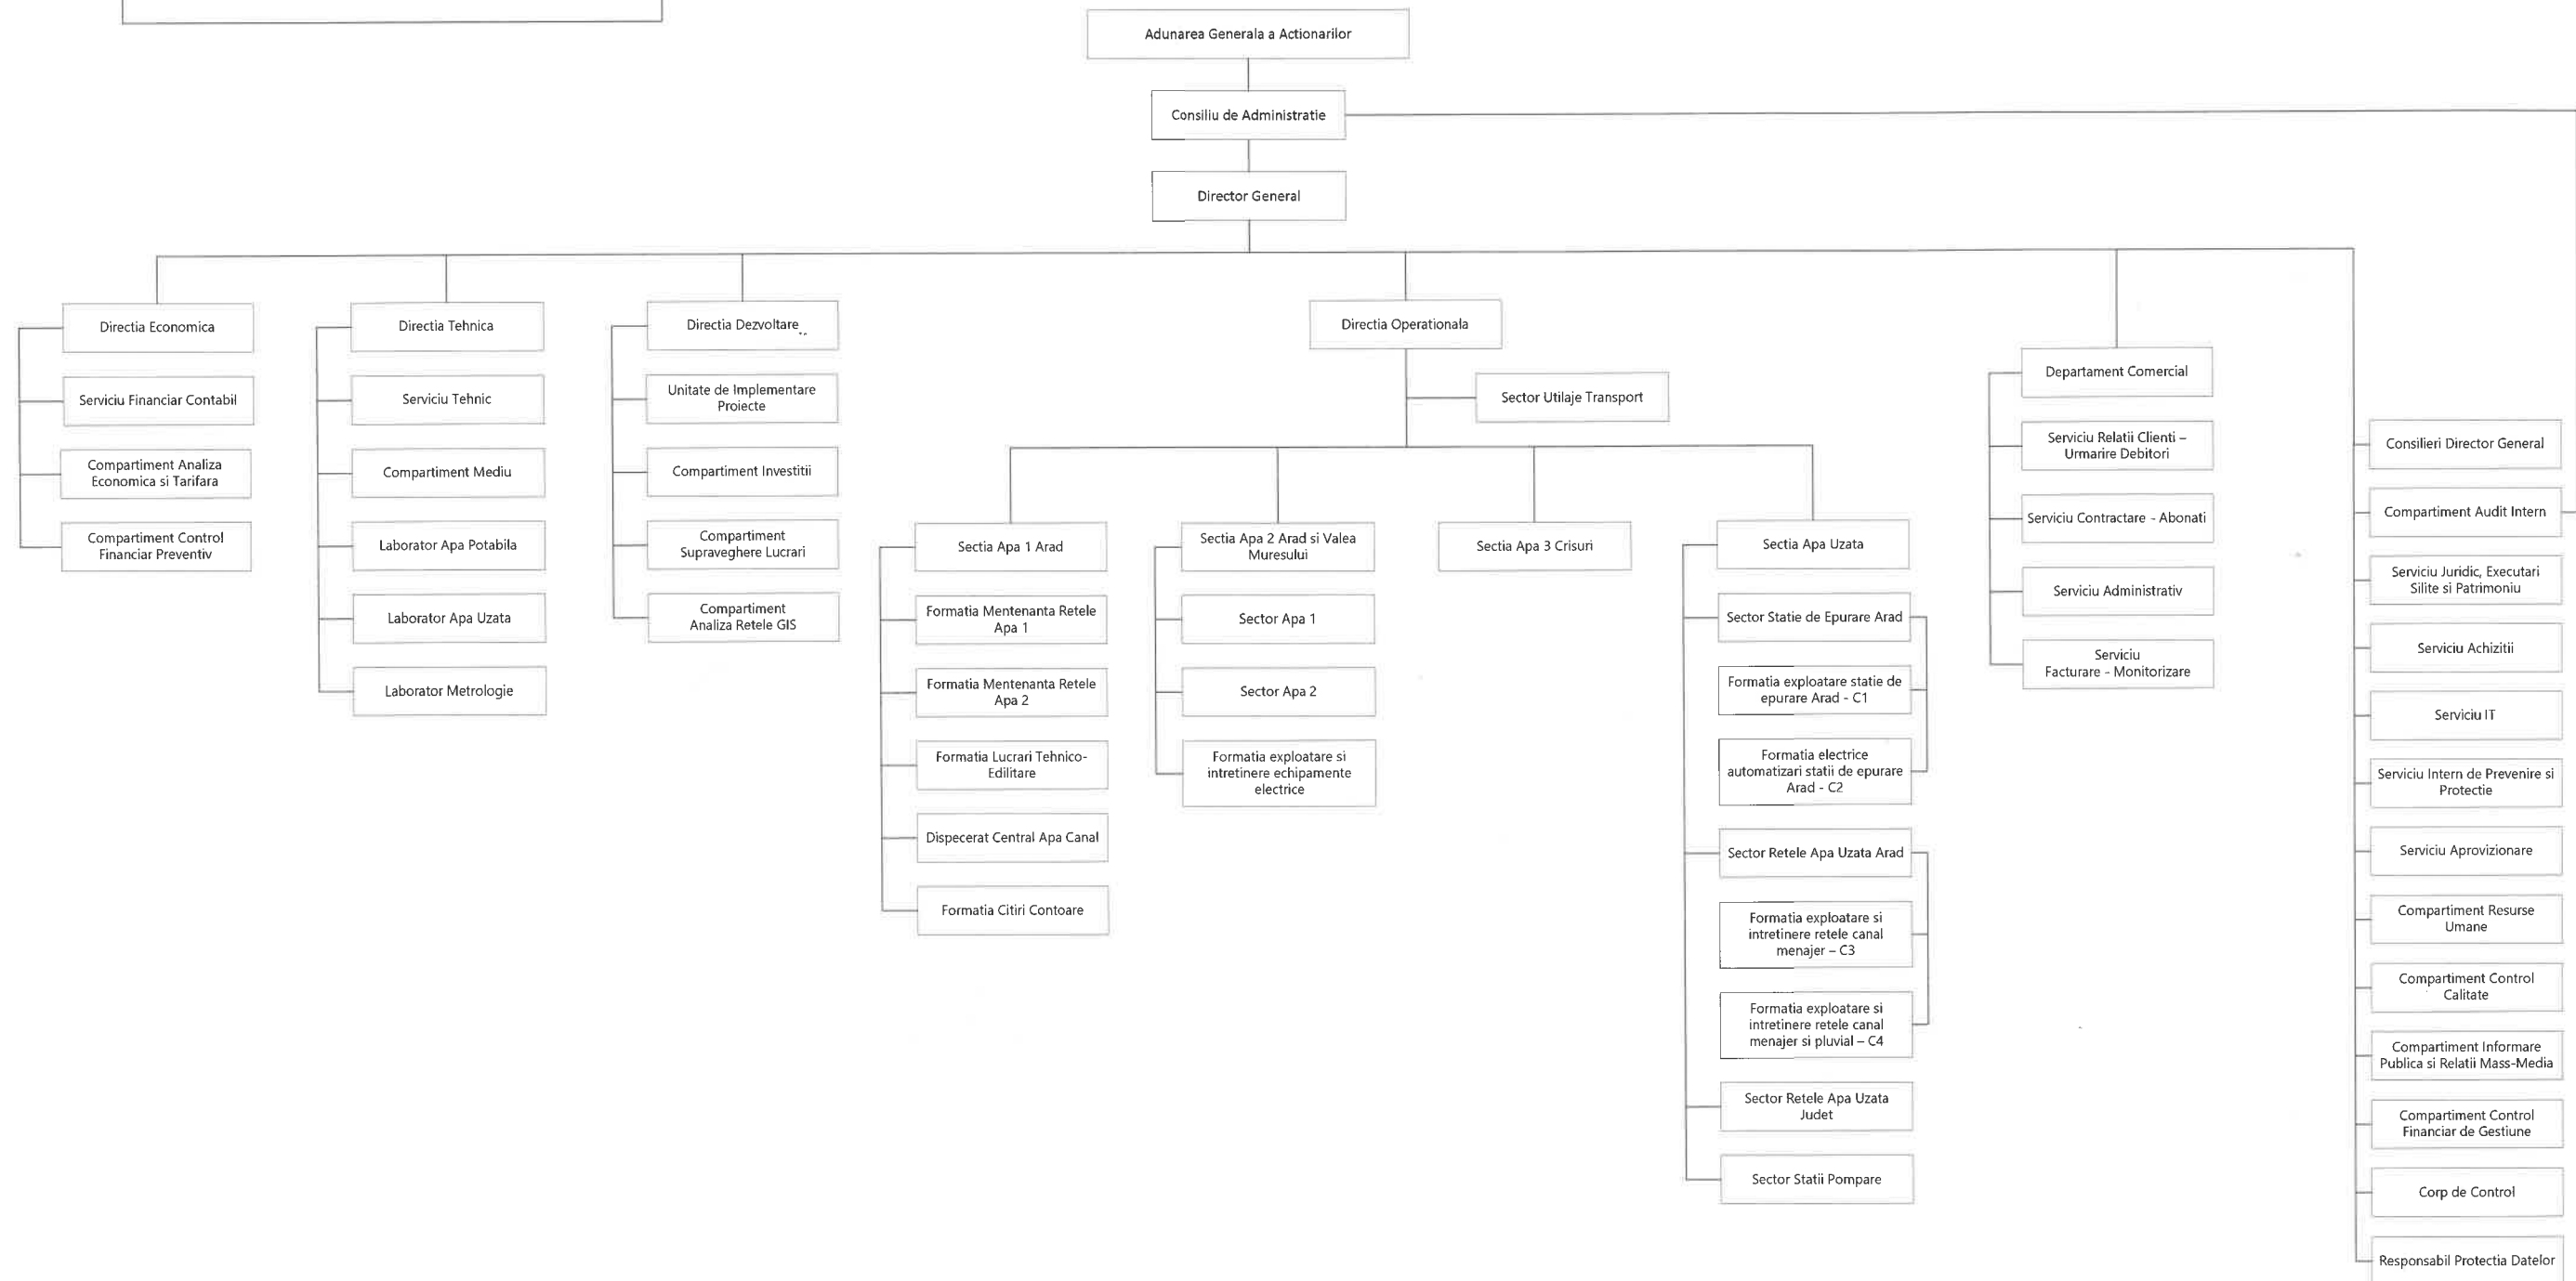 Adunarea Generala a Actionarilor
Consiliu de Administratie
Director General
Directia Economica
Serviciu Financiar Contabil
Compartiment Analiza
Economica si Tarifara
Compartiment Control
Financiar Preventiv
Directia Tehnica
Serviciu Tehnic
Compartiment Mediu
Laborator Apa Potabila
Laborator Apa Uzata
Laborator Metrologie
Directia Dezvoltare
Unitate de Implementare
Proiecte
Compartiment Investitii
Compartiment
Supraveghere Lucrari
Compartiment
Analiza Retele GIS
Directia Operationala
Sector Utilaje Transport
Sectia Apa 1 Arad
Formatia Mentenanta Retele
Apa 1
Formatia Mentenanta Retele
Apa 2
Formatia Lucrari Tehnico-
Edilitare
Dispecerat Central Apa Canal
Formatia Citiri Contoare
Sectia Apa 2 Arad si Valea
Muresului
Sector Apa 1
Sector Apa 2
Formatia exploatare si
intretinere echipamente
electrice
Sectia Apa 3 Crisuri
Sectia Apa Uzata
Sector Statie de Epurare Arad
Formatia exploatare statie de
epurare Arad - C1
Formatia electrice
automatizari statii de epurare
Arad - C2
Sector Retele Apa Uzata Arad
Formatia exploatare si
intretinere retele canal
menajer – C3
Formatia exploatare si
intretinere retele canal
menajer si pluvial – C4
Sector Retele Apa Uzata
Judet
Sector Statii Pompare
Departament Comercial
Serviciu Relatii Clienti –
Urmarire Debitori
Serviciu Contractare - Abonati
Serviciu Administrativ
Serviciu
Facturare - Monitorizare
Consilieri Director General
Compartiment Audit Intern
Serviciu Juridic, Executari
Silite si Patrimoniu
Serviciu Achizitii
Serviciu IT
Serviciu Intern de Prevenire si
Protectie
Serviciu Aprovizionare
Compartiment Resurse
Umane
Compartiment Control
Calitate
Compartiment Informare
Publica si Relatii Mass-Media
Compartiment Control
Financiar de Gestiune
Corp de Control
Responsabil Protectia Datelor